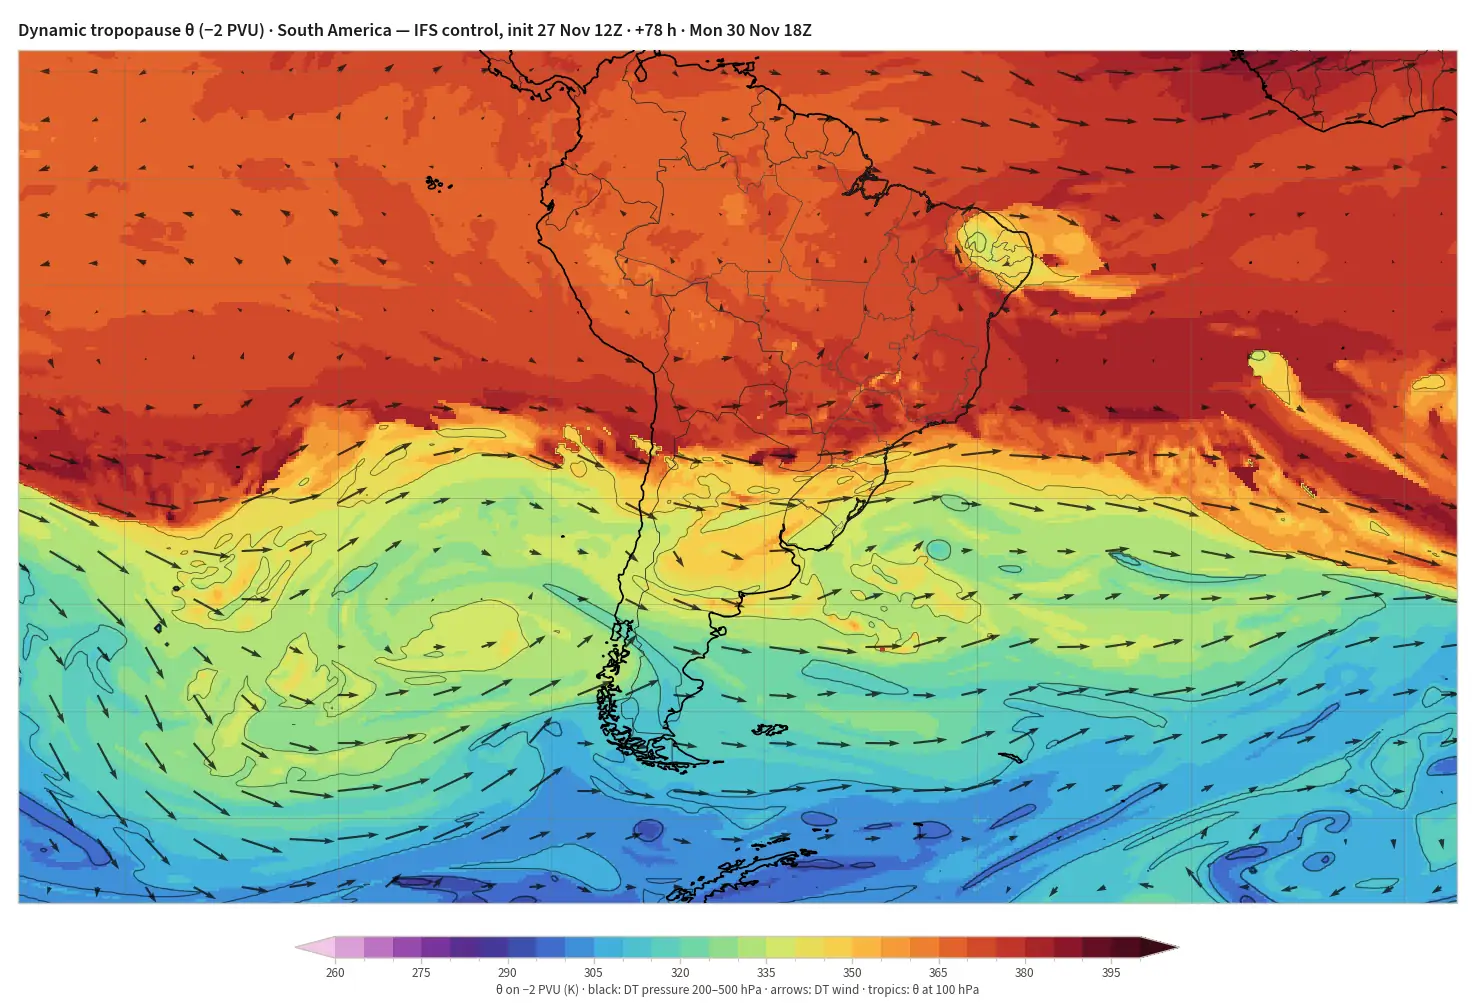 Dynamic tropopause θ (−2 PVU) · South America — IFS control, init 27 Nov 12Z · +78 h · Mon 30 Nov 18Z
260 275 290 305 320 335 350 365 380 395
θ on −2 PVU (K) · black: DT pressure 200–500 hPa · arrows: DT wind · tropics: θ at 100 hPa